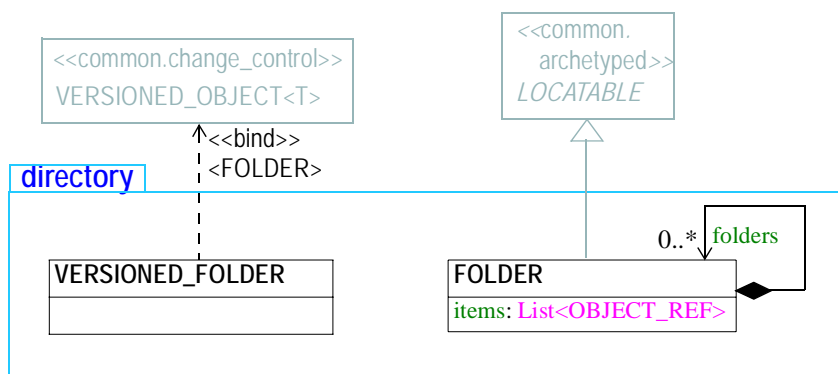 <<common.change_control>>
VERSIONED_OBJECT<T>
<<common.
archetyped>>
LOCATABLE
<<bind>>
<FOLDER>
directory
0..*
folders
VERSIONED_FOLDER
FOLDER
items: List<OBJECT_REF>